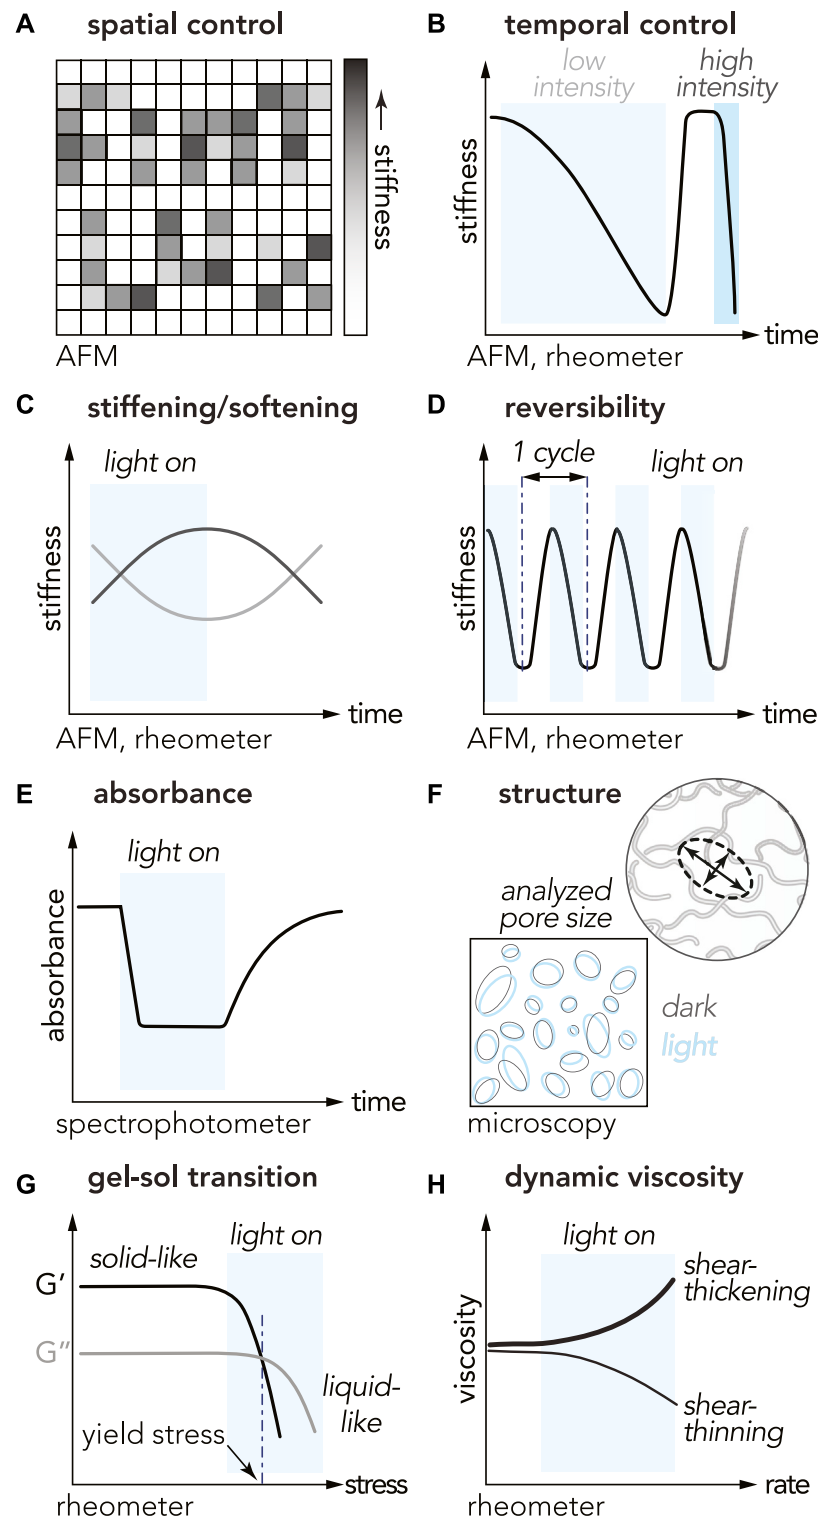 A spatial control
stiffness
AFM
B temporal control
low
intensity
high
intensity
stiffness
time
AFM, rheometer
C stiffening/softening
light on
stiffness
time
AFM, rheometer
D reversibility
1 cycle
light on
stiffness
time
AFM, rheometer
E absorbance
light on
absorbance
time
spectrophotometer
F structure
analyzed
pore size
dark
light
microscopy
G gel-sol transition
light on
solid-like
G′
G″
liquid-
like
yield stress
stress
rheometer
H dynamic viscosity
light on
shear-
thickening
viscosity
shear-
thinning
rate
rheometer